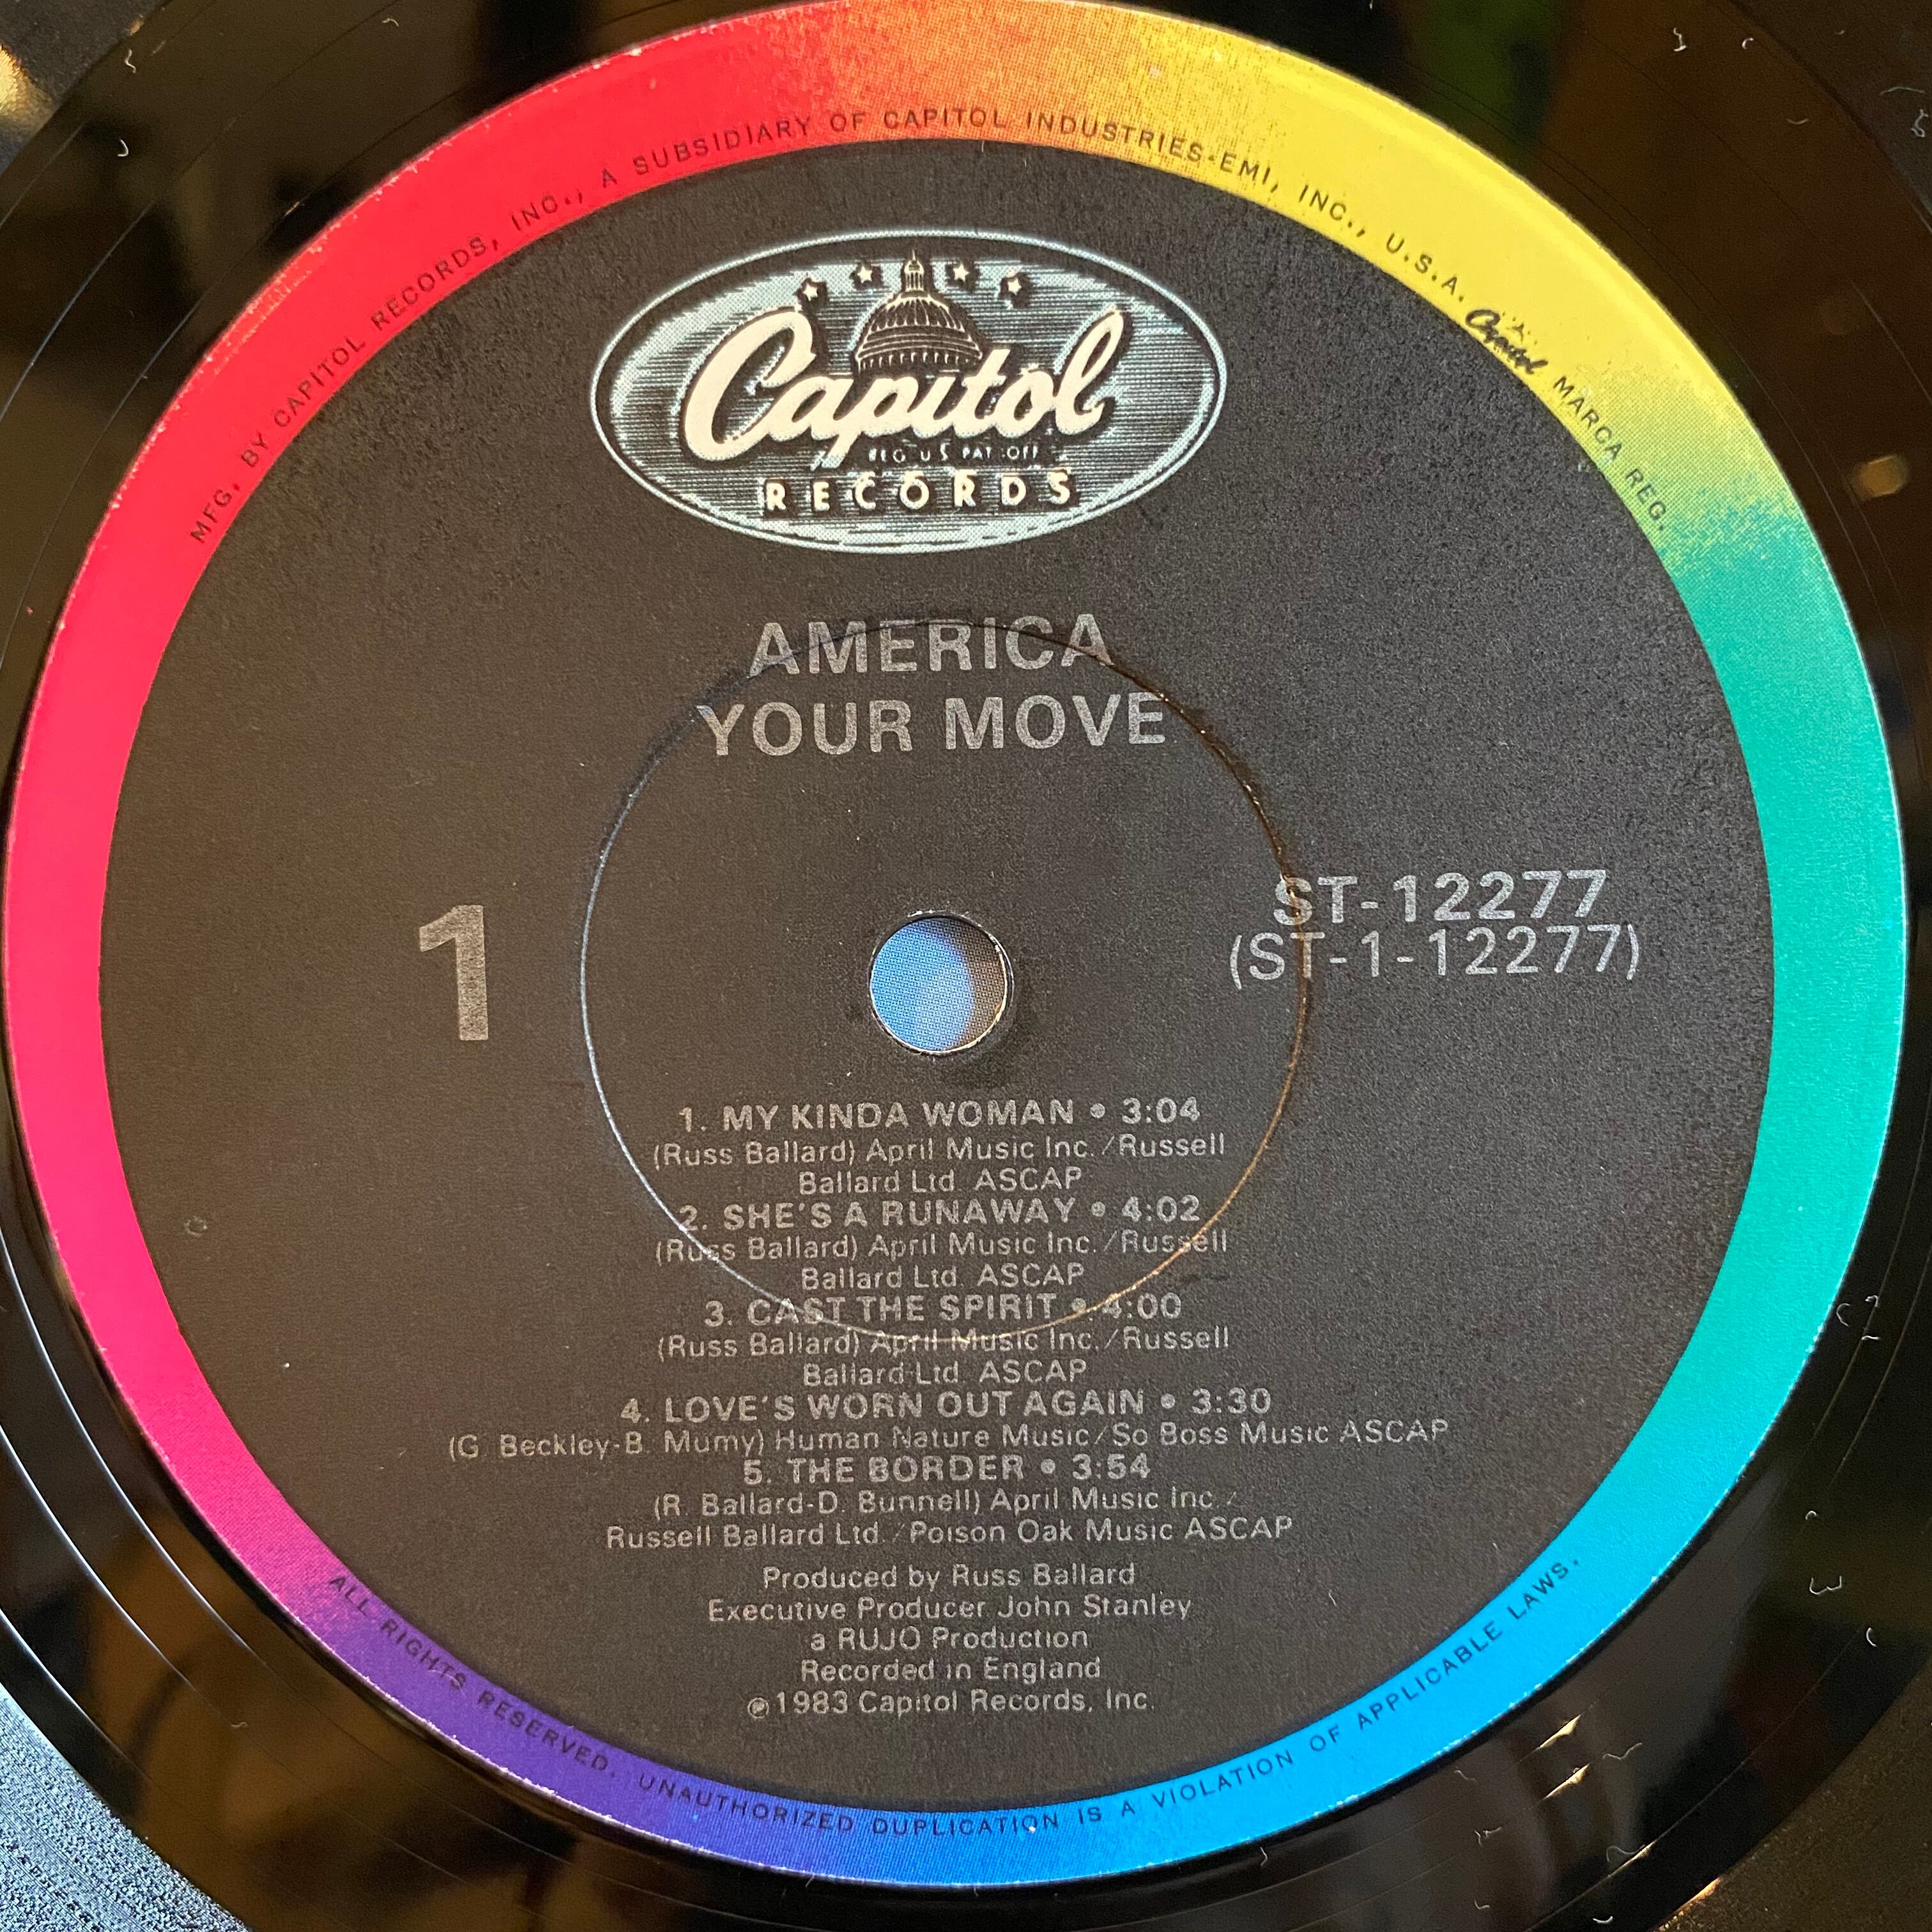 MFG. BY CAPITOL RECORDS, INC., A SUBSIDIARY OF CAPITOL INDUSTRIES-EMI, INC., U.S.A. Capitol MARCA REG.
Capitol
REG US PAT OFF
RECORDS
AMERICA
YOUR MOVE
1
ST-12277
(ST-1-12277)
1. MY KINDA WOMAN • 3:04
(Russ Ballard) April Music Inc./Russell
Ballard Ltd. ASCAP
2. SHE'S A RUNAWAY • 4:02
(Russ Ballard) April Music Inc./Russell
Ballard Ltd. ASCAP
3. CAST THE SPIRIT • 4:00
(Russ Ballard) April Music Inc./Russell
Ballard Ltd. ASCAP
4. LOVE'S WORN OUT AGAIN • 3:30
(G. Beckley-B. Mumy) Human Nature Music/So Boss Music ASCAP
5. THE BORDER • 3:54
(R. Ballard-D. Bunnell) April Music Inc./
Russell Ballard Ltd./Poison Oak Music ASCAP
Produced by Russ Ballard
Executive Producer John Stanley
a RUJO Production
Recorded in England
℗1983 Capitol Records, Inc.
ALL RIGHTS RESERVED. UNAUTHORIZED DUPLICATION IS A VIOLATION OF APPLICABLE LAWS.